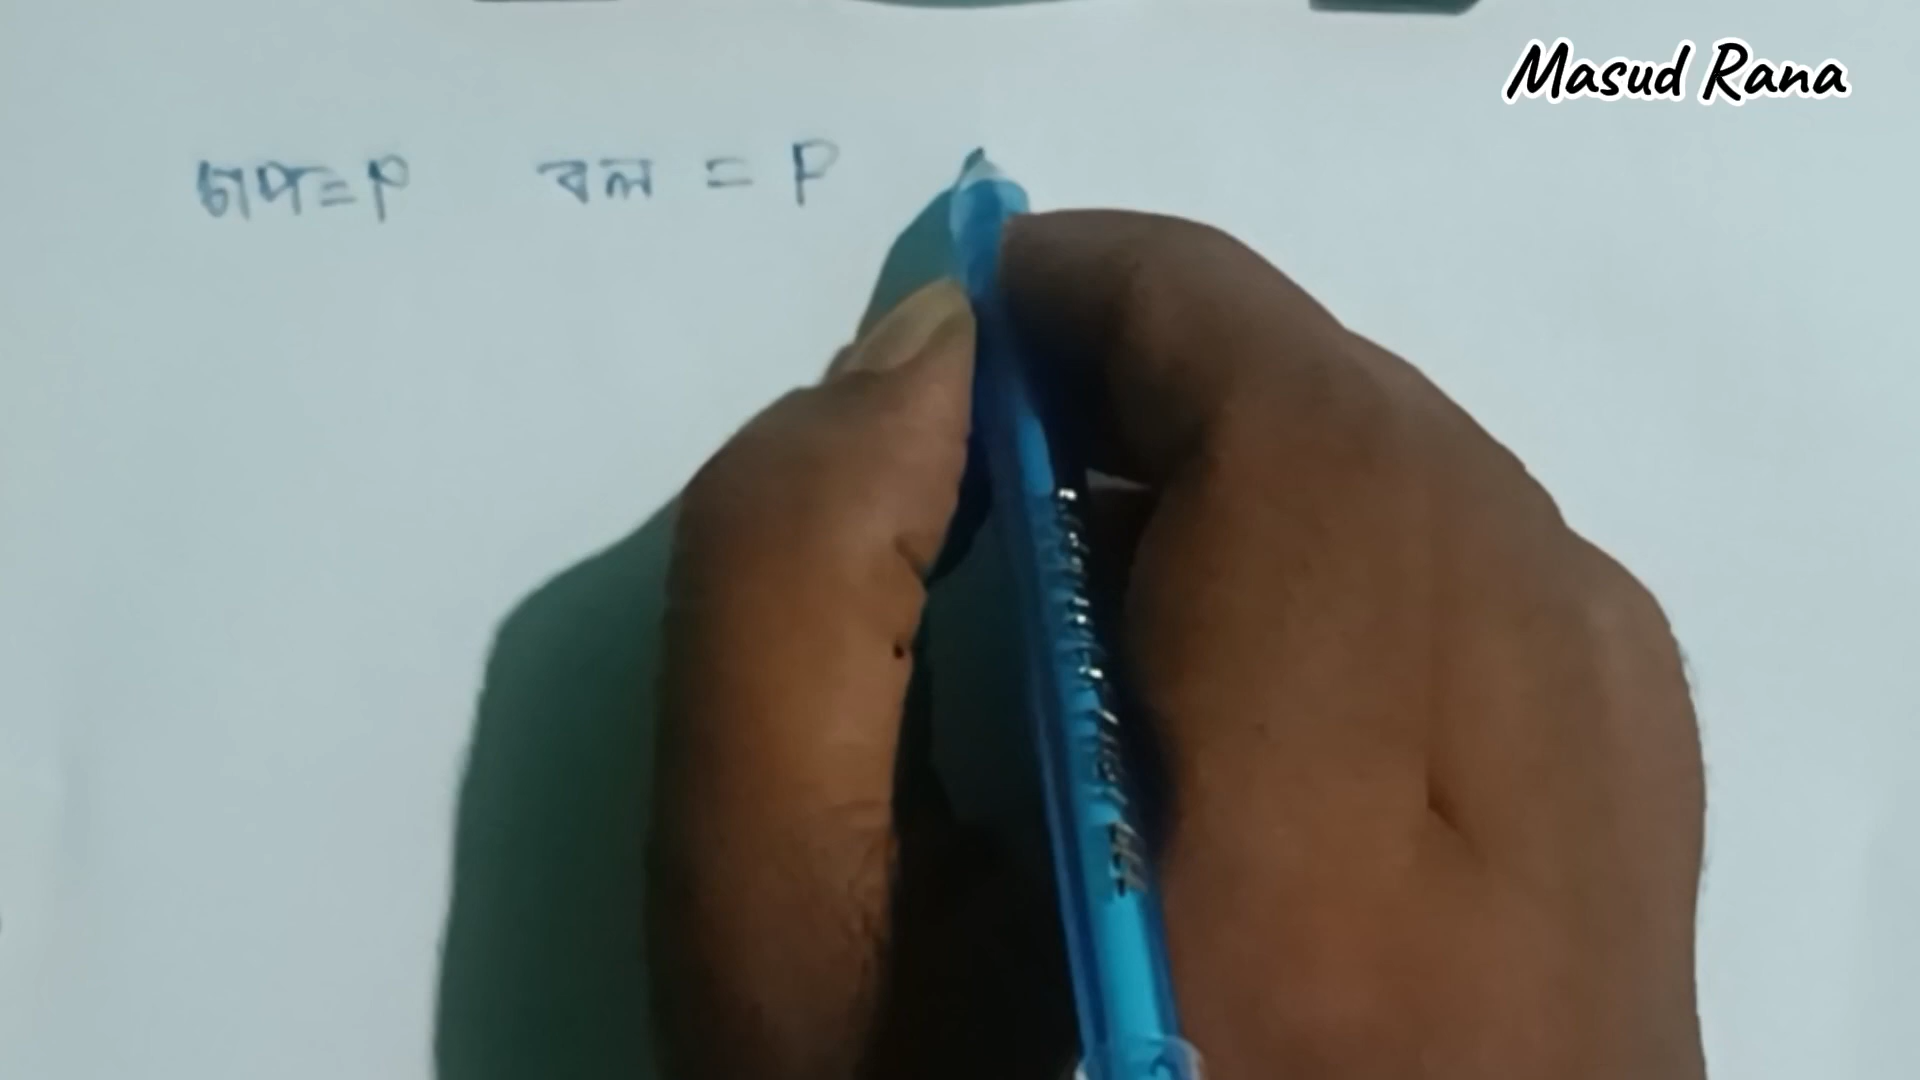 Masud Rana
চাপ=P বল = P